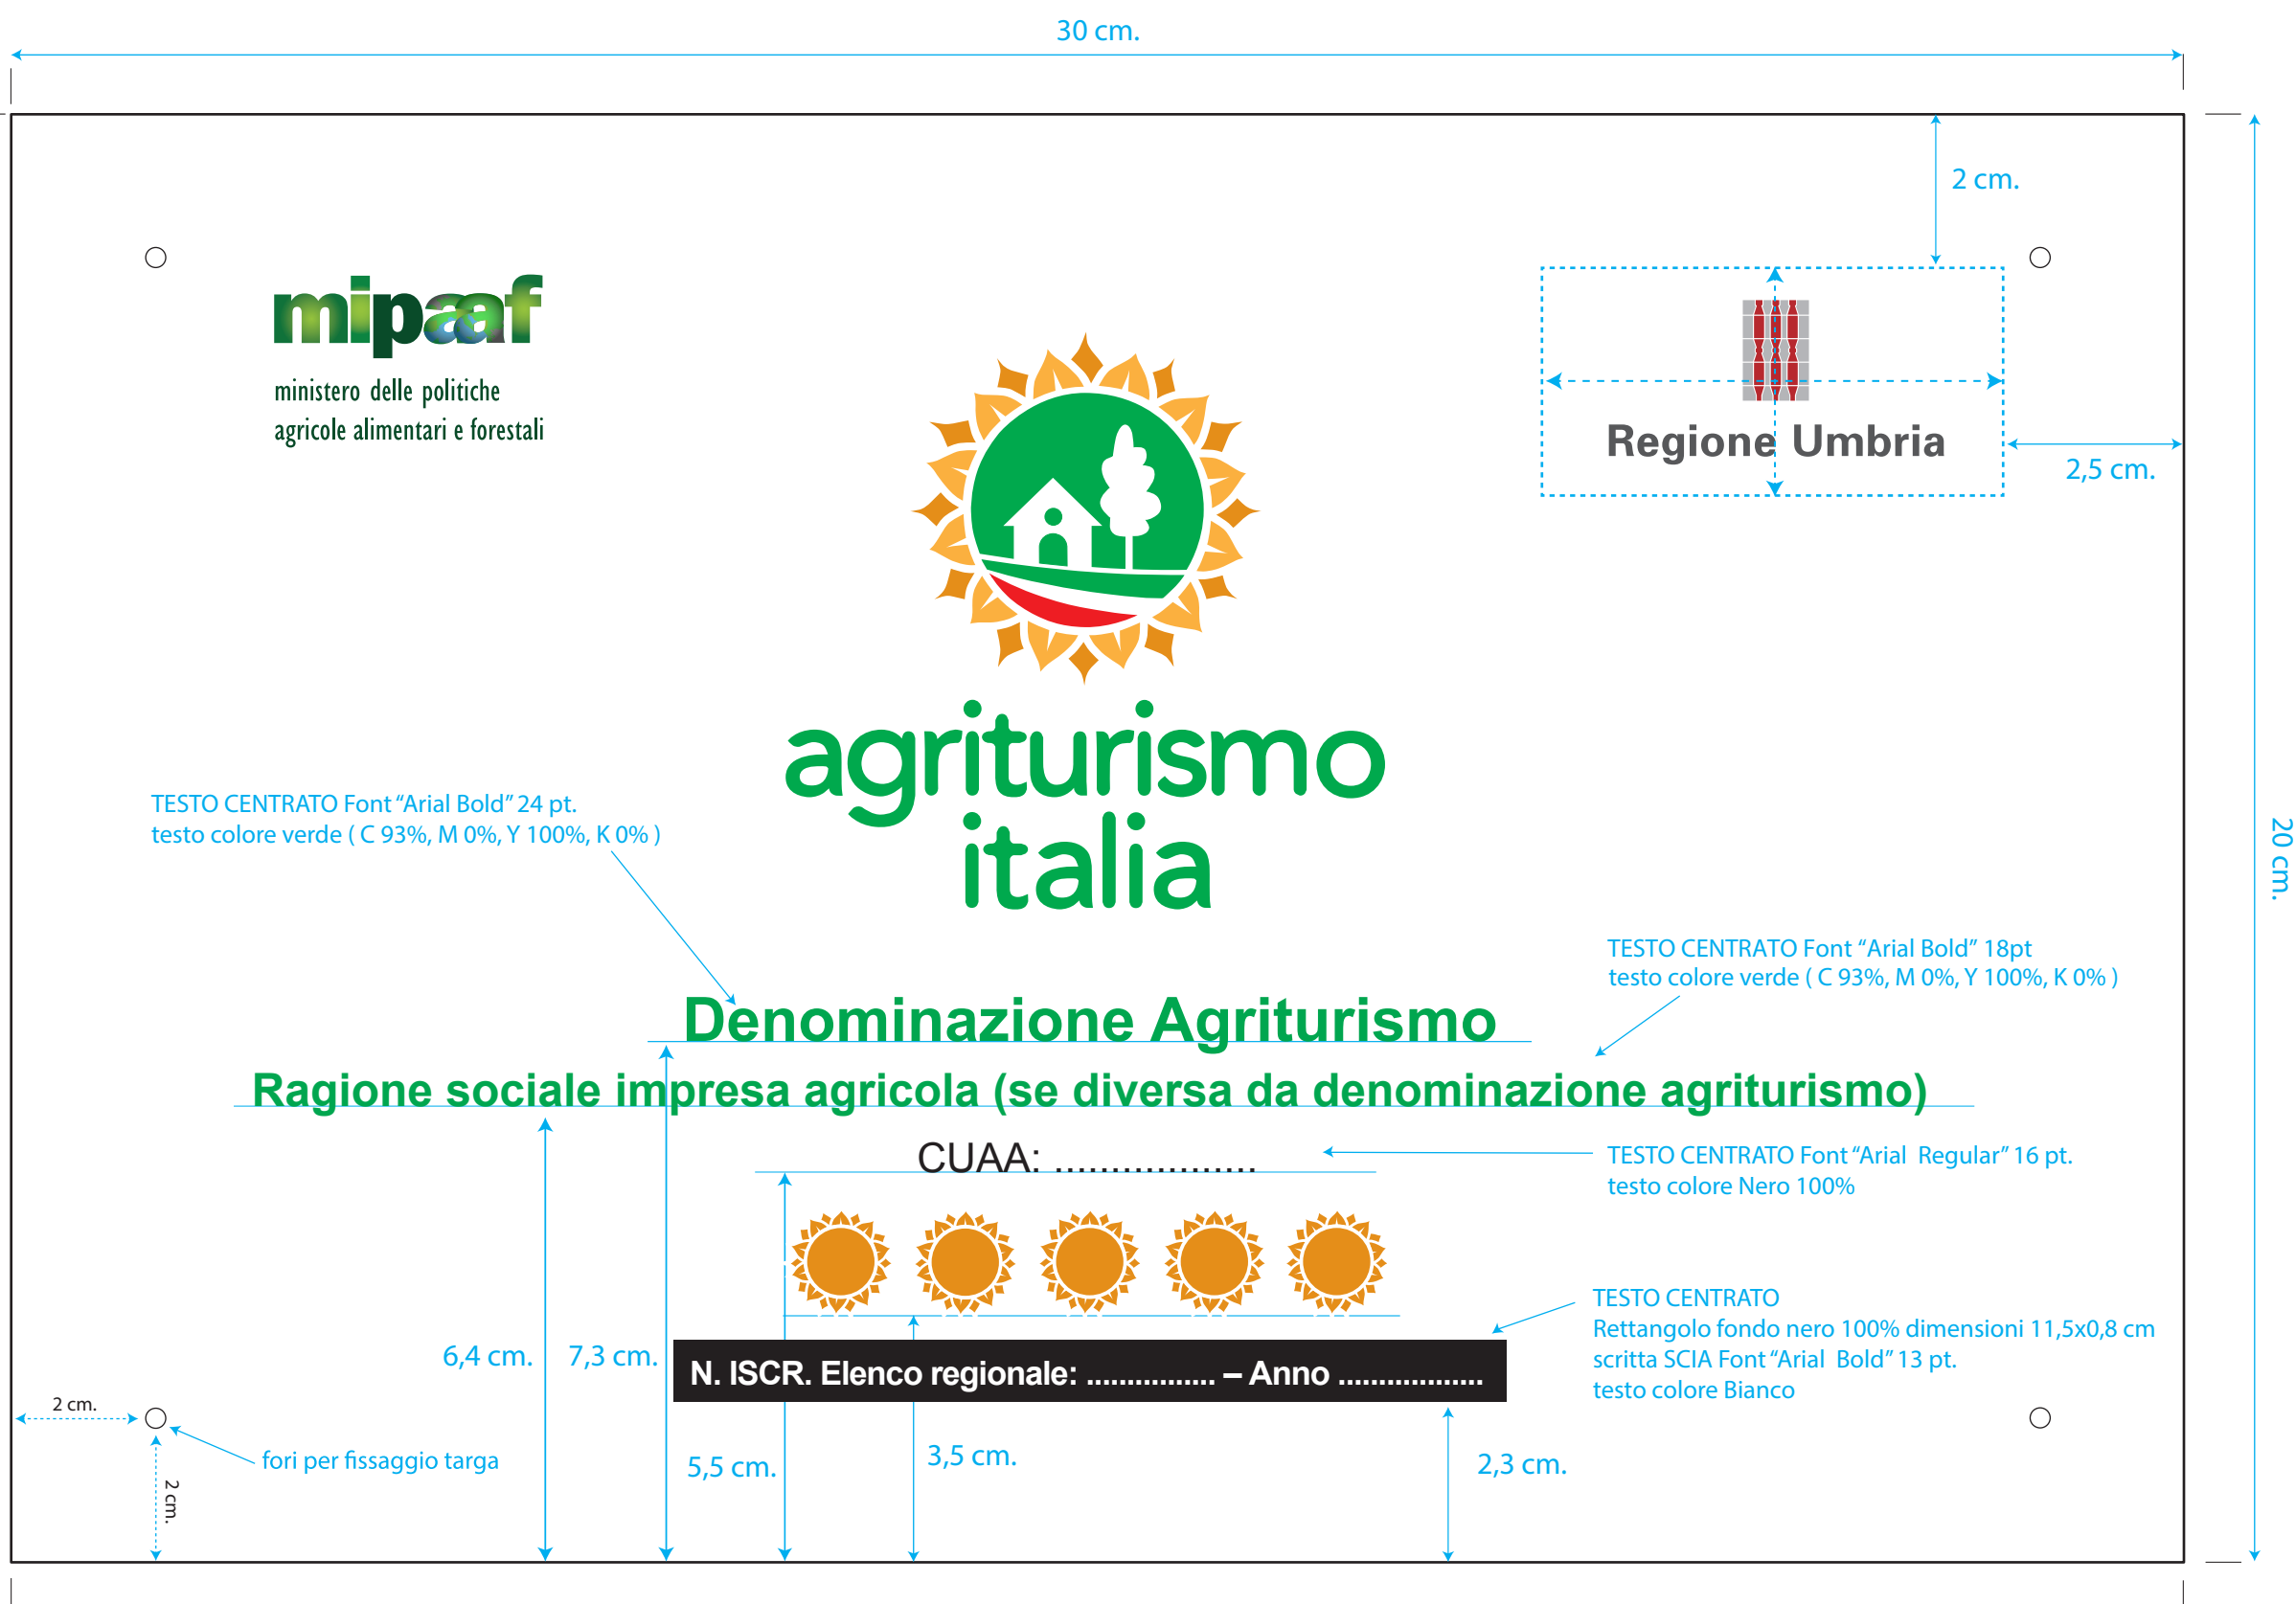 30 cm.
2 cm.
mipaaf
ministero delle politiche
agricole alimentari e forestali
Regione Umbria
2,5 cm.
agriturismo
italia
TESTO CENTRATO Font “Arial Bold” 24 pt.
testo colore verde ( C 93%, M 0%, Y 100%, K 0% )
20 cm.
TESTO CENTRATO Font “Arial Bold” 18pt
testo colore verde ( C 93%, M 0%, Y 100%, K 0% )
Denominazione Agriturismo
Ragione sociale impresa agricola (se diversa da denominazione agriturismo)
CUAA: ..................
TESTO CENTRATO Font “Arial Regular” 16 pt.
testo colore Nero 100%
TESTO CENTRATO
Rettangolo fondo nero 100% dimensioni 11,5x0,8 cm
scritta SCIA Font “Arial Bold” 13 pt.
testo colore Bianco
6,4 cm.
7,3 cm.
N. ISCR. Elenco regionale: ................ – Anno ..................
2 cm.
fori per fissaggio targa
2 cm.
5,5 cm.
3,5 cm.
2,3 cm.